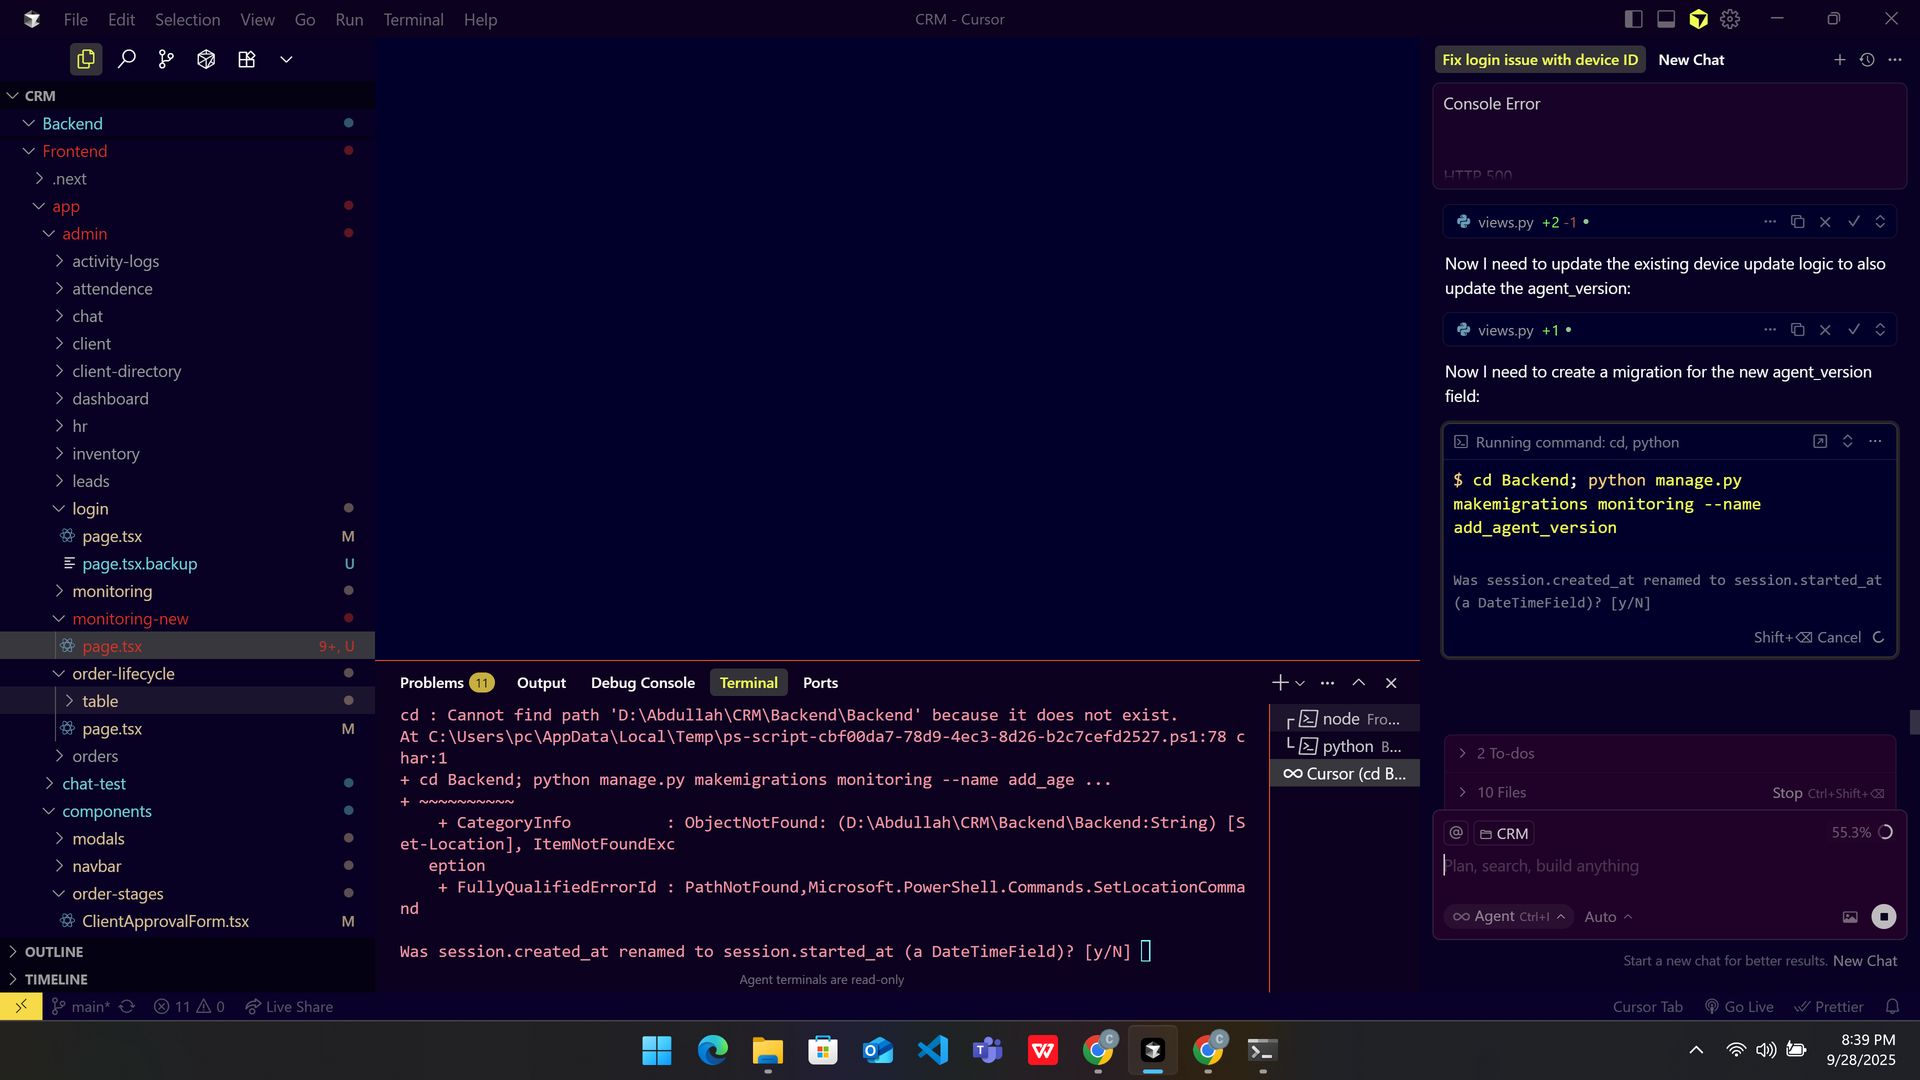 File Edit Selection View Go Run Terminal Help
CRM - Cursor
CRM
Backend
Frontend
.next
app
admin
activity-logs
attendence
chat
client
client-directory
dashboard
hr
inventory
leads
login
page.tsx M
page.tsx.backup U
monitoring
monitoring-new
page.tsx 9+, U
order-lifecycle
table
page.tsx M
orders
chat-test
components
modals
navbar
order-stages
ClientApprovalForm.tsx M
OUTLINE
TIMELINE
Problems 11 Output Debug Console Terminal Ports
cd : Cannot find path 'D:\Abdullah\CRM\Backend\Backend' because it does not exist.
At C:\Users\pc\AppData\Local\Temp\ps-script-cbf00da7-78d9-4ec3-8d26-b2c7cefd2527.ps1:78 c
har:1
+ cd Backend; python manage.py makemigrations monitoring --name add_age ...
+ ~~~~~~~~~~
+ CategoryInfo : ObjectNotFound: (D:\Abdullah\CRM\Backend\Backend:String) [S
et-Location], ItemNotFoundExc
eption
+ FullyQualifiedErrorId : PathNotFound,Microsoft.PowerShell.Commands.SetLocationComma
nd
Was session.created_at renamed to session.started_at (a DateTimeField)? [y/N]
Agent terminals are read-only
node Fro...
python B...
Cursor (cd B...
Fix login issue with device ID New Chat
Console Error
HTTP 500
views.py +2 -1
Now I need to update the existing device update logic to also
update the agent_version:
views.py +1
Now I need to create a migration for the new agent_version
field:
Running command: cd, python
$ cd Backend; python manage.py
makemigrations monitoring --name
add_agent_version
Was session.created_at renamed to session.started_at
(a DateTimeField)? [y/N]
Shift+⌫ Cancel
2 To-dos
10 Files Stop Ctrl+Shift+⌫
@ CRM 55.3%
Plan, search, build anything
Agent Ctrl+I Auto
Start a new chat for better results. New Chat
main* 11 0 Live Share
Cursor Tab Go Live Prettier
8:39 PM
9/28/2025